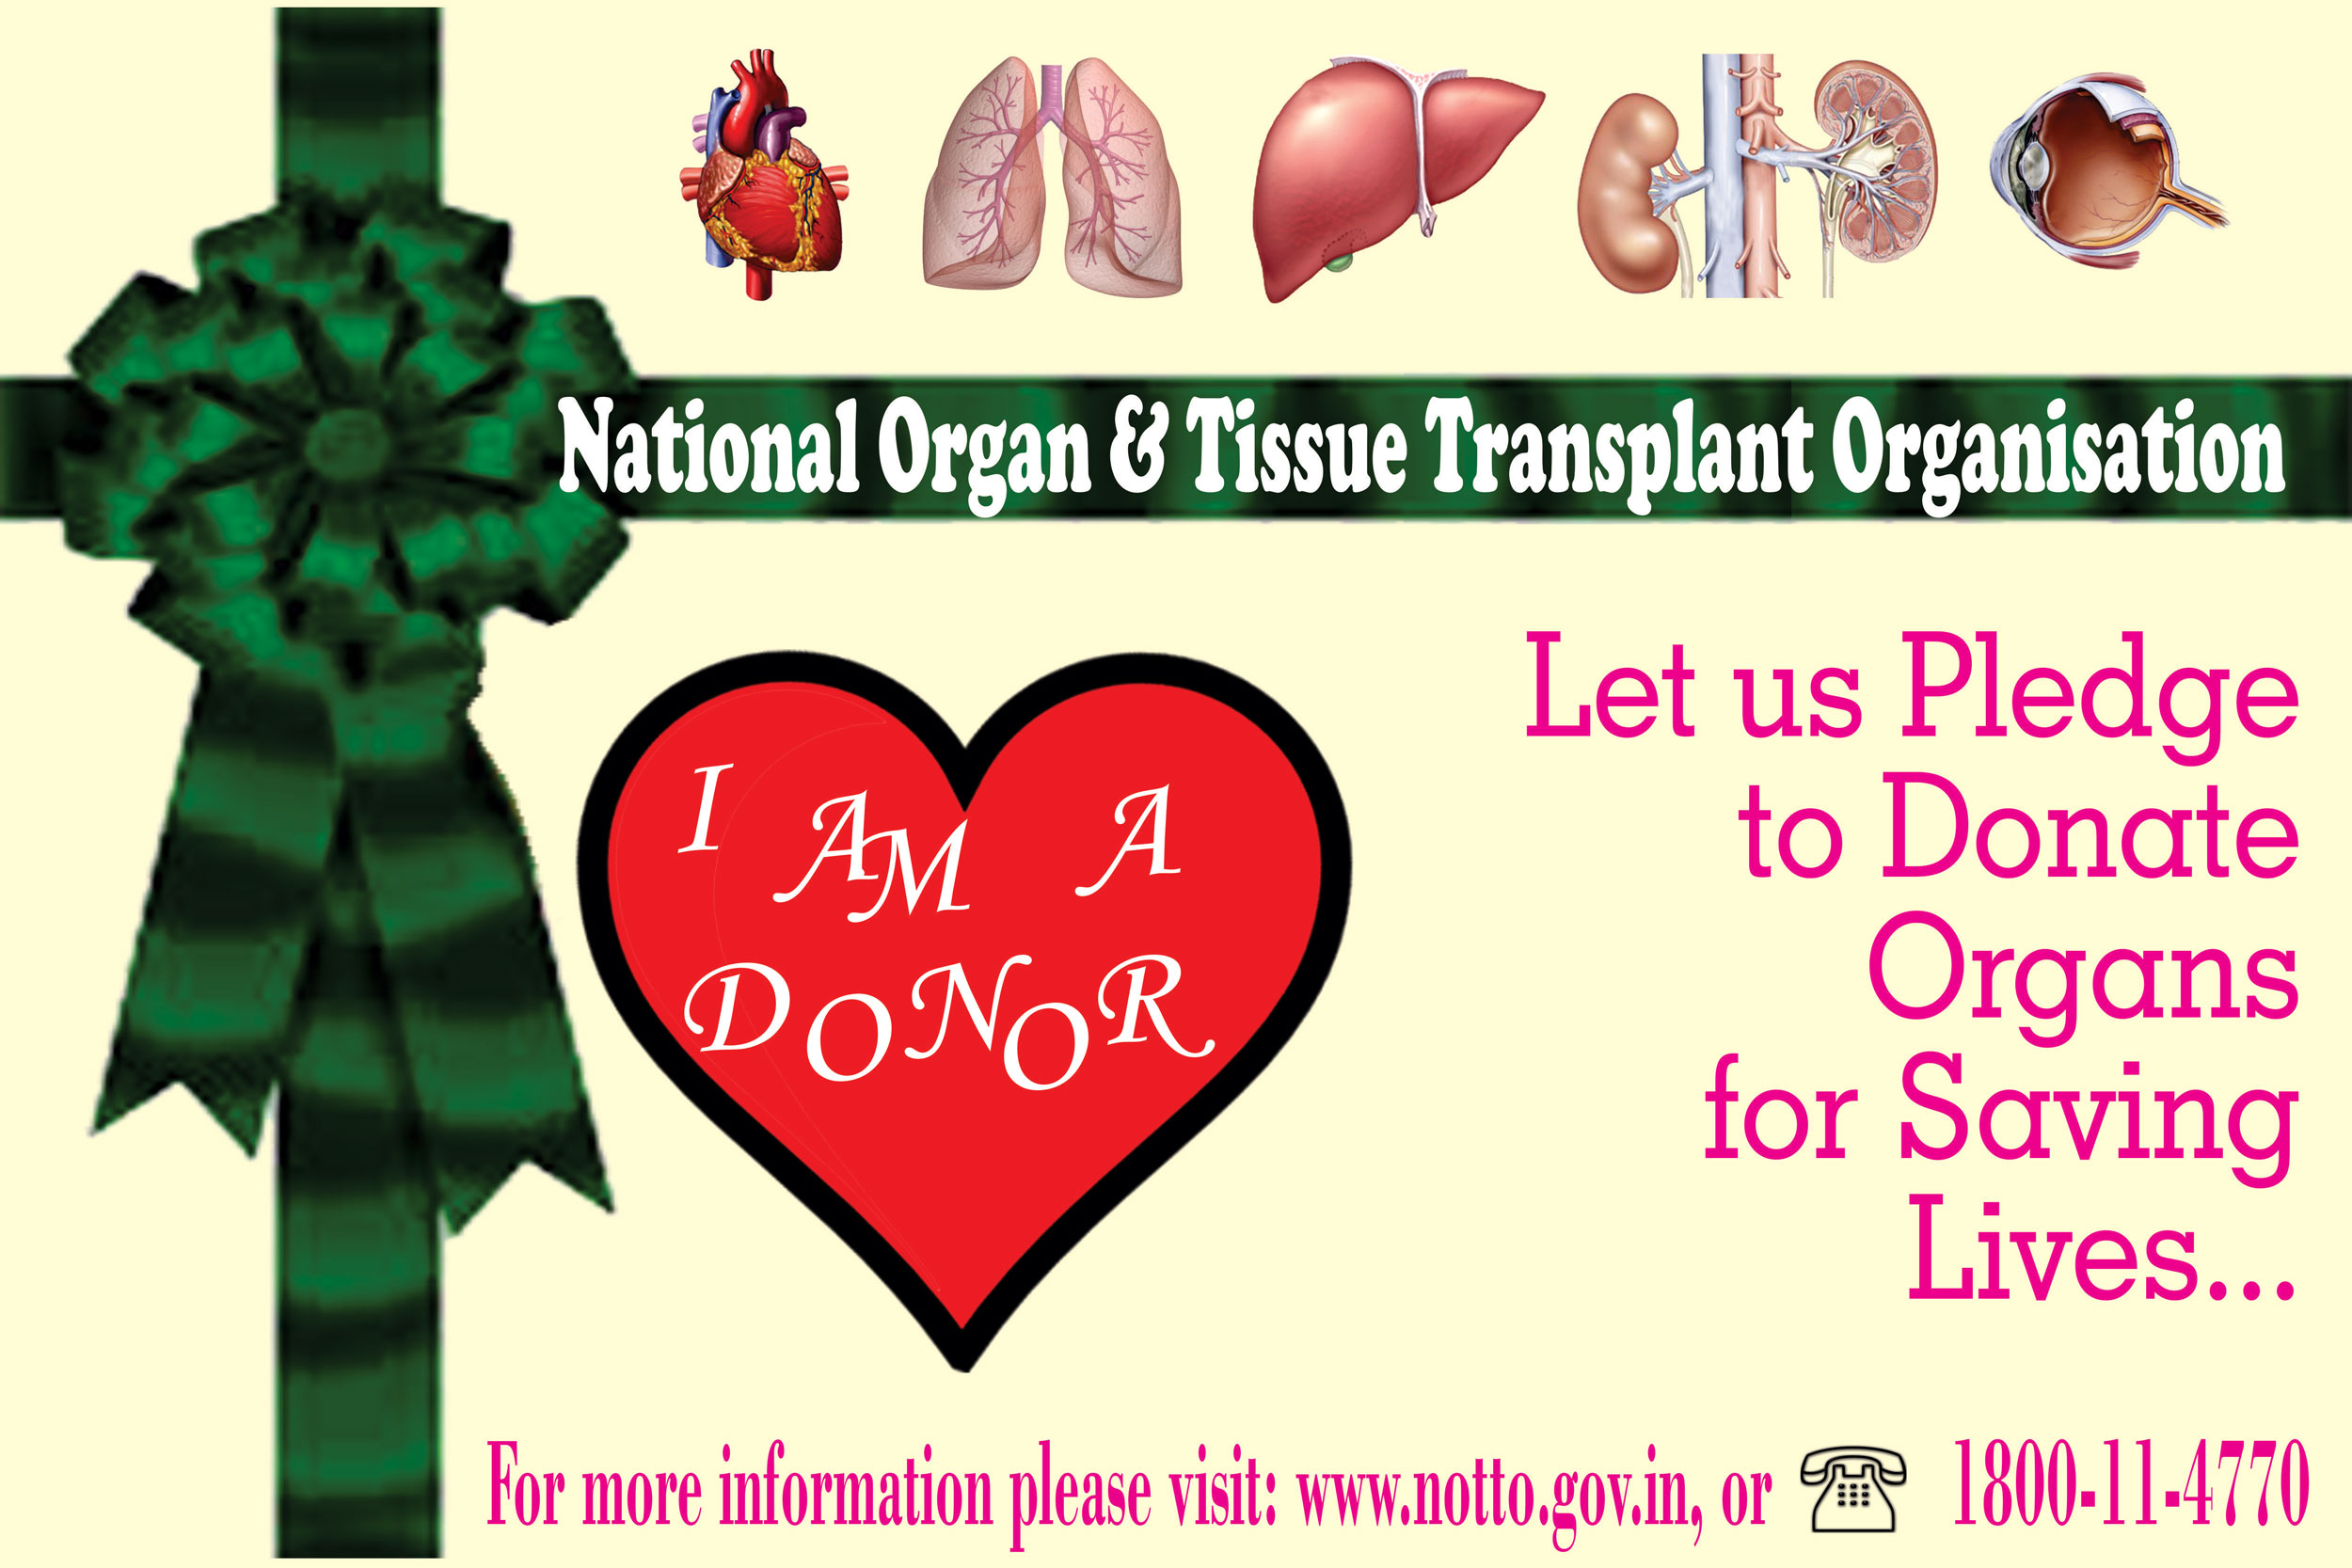 National Organ & Tissue Transplant Organisation
I AM A
DONOR
Let us Pledge
to Donate
Organs
for Saving
Lives...
For more information please visit: www.notto.gov.in, or 1800-11-4770